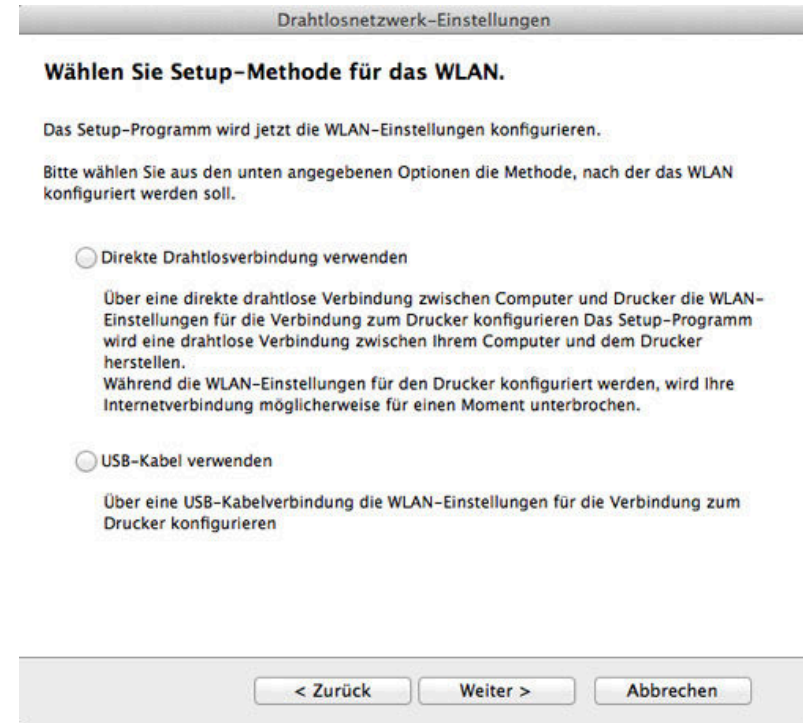 Drahtlosnetzwerk-Einstellungen
Wählen Sie Setup-Methode für das WLAN.
Das Setup-Programm wird jetzt die WLAN-Einstellungen konfigurieren.
Bitte wählen Sie aus den unten angegebenen Optionen die Methode, nach der das WLAN
konfiguriert werden soll.
Direkte Drahtlosverbindung verwenden
Über eine direkte drahtlose Verbindung zwischen Computer und Drucker die WLAN-
Einstellungen für die Verbindung zum Drucker konfigurieren Das Setup-Programm
wird eine drahtlose Verbindung zwischen Ihrem Computer und dem Drucker
herstellen.
Während die WLAN-Einstellungen für den Drucker konfiguriert werden, wird Ihre
Internetverbindung möglicherweise für einen Moment unterbrochen.
USB-Kabel verwenden
Über eine USB-Kabelverbindung die WLAN-Einstellungen für die Verbindung zum
Drucker konfigurieren
< Zurück Weiter > Abbrechen